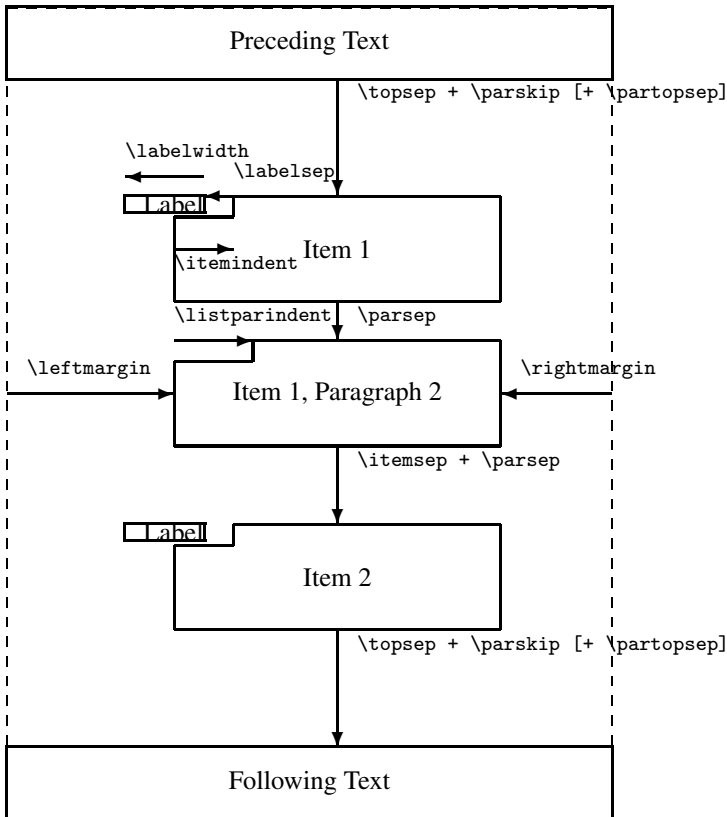 Preceding Text
\topsep + \parskip [+ \partopsep]
\labelwidth
\labelsep
Label
Item 1
\itemindent
\listparindent \parsep
\leftmargin
\rightmargin
Item 1, Paragraph 2
\itemsep + \parsep
Label
Item 2
\topsep + \parskip [+ \partopsep]
Following Text